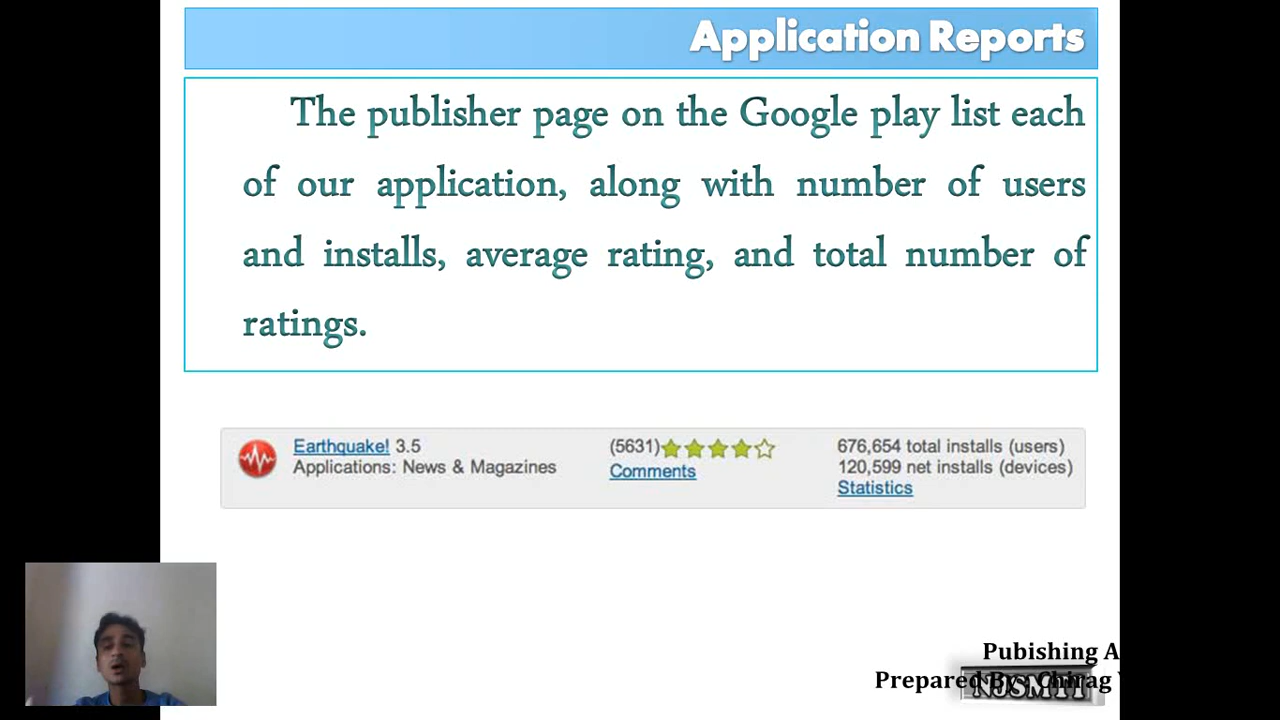 Application Reports
The publisher page on the Google play list each
of our application, along with number of users
and installs, average rating, and total number of
ratings.
Earthquake! 3.5
Applications: News & Magazines
(5631)
Comments
676,654 total installs (users)
120,599 net installs (devices)
Statistics
Pubishing A
Prepared By: Chirag
NJSMTI